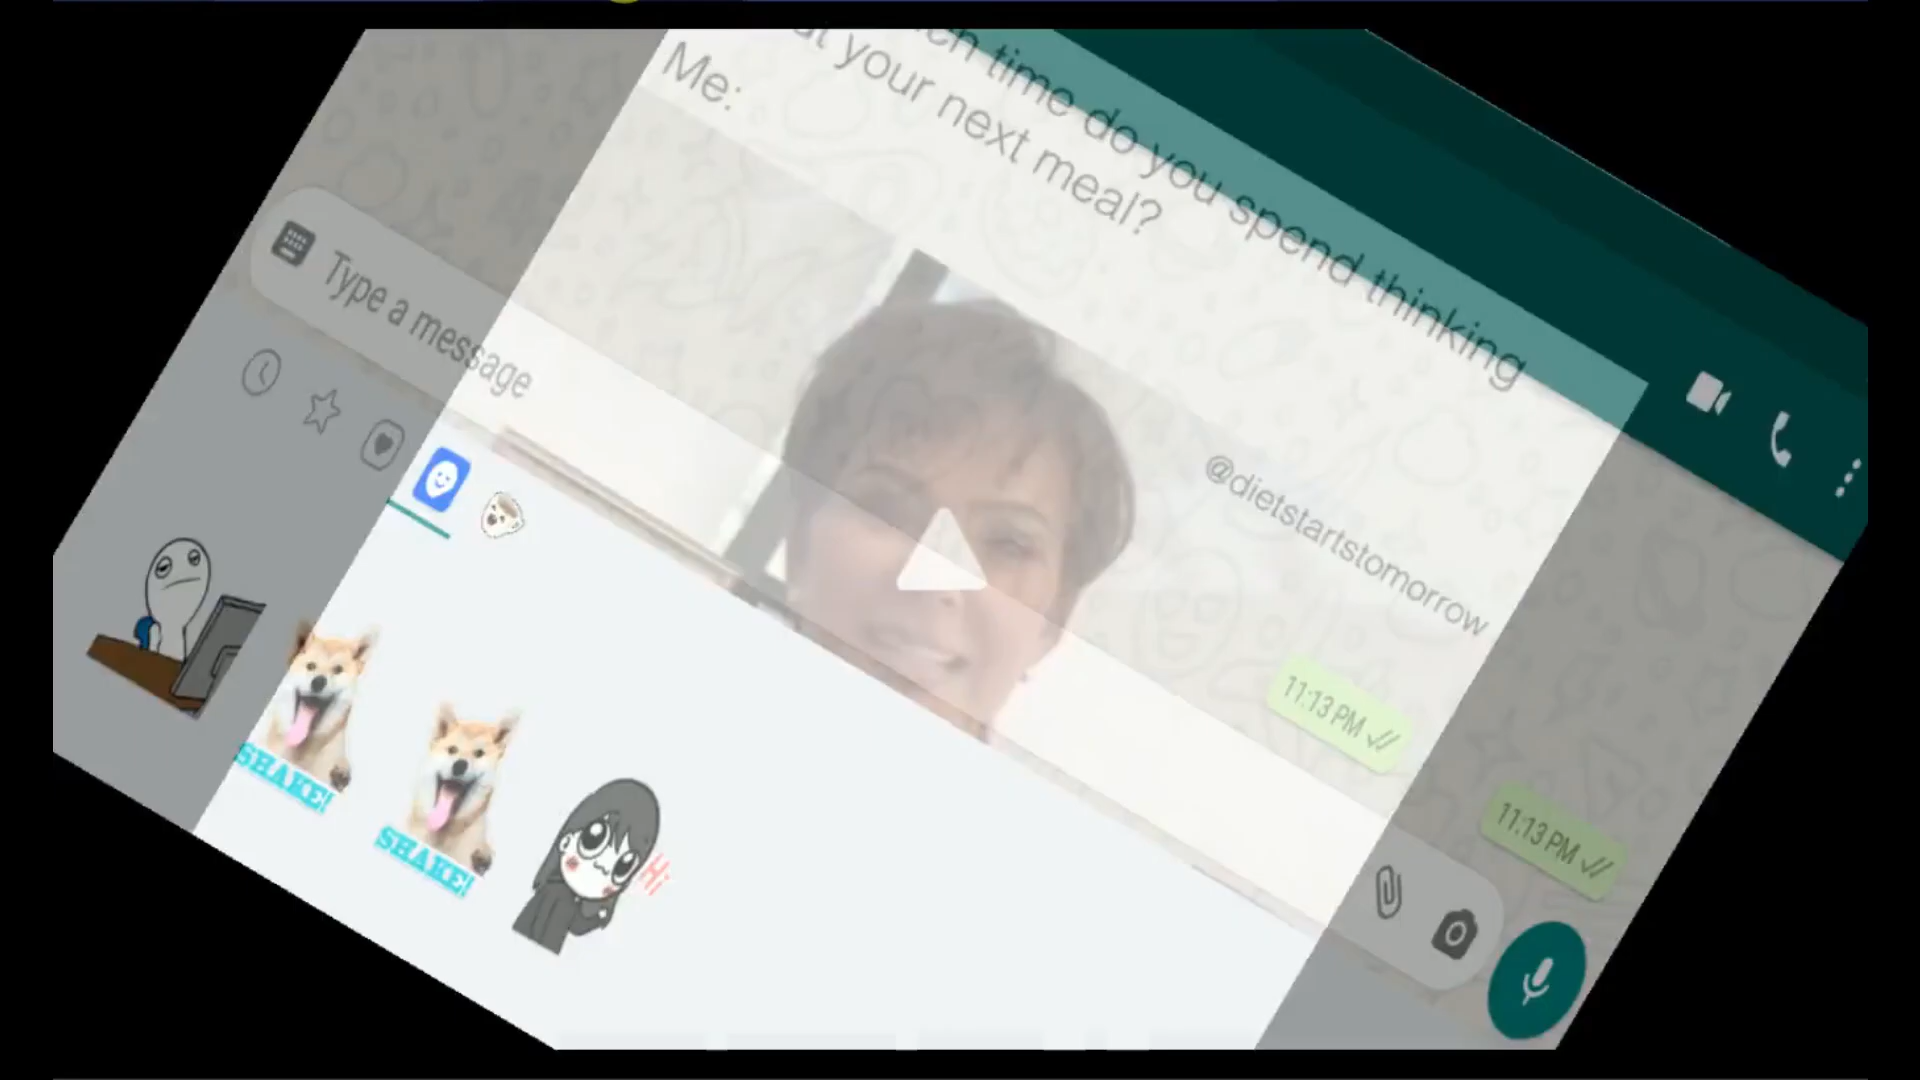 time do you spend thinking
your next meal?
Me:
@dietstartstomorrow
Type a message
11:13 PM
11:13 PM
SHAKE!
SHAKE!
Hi